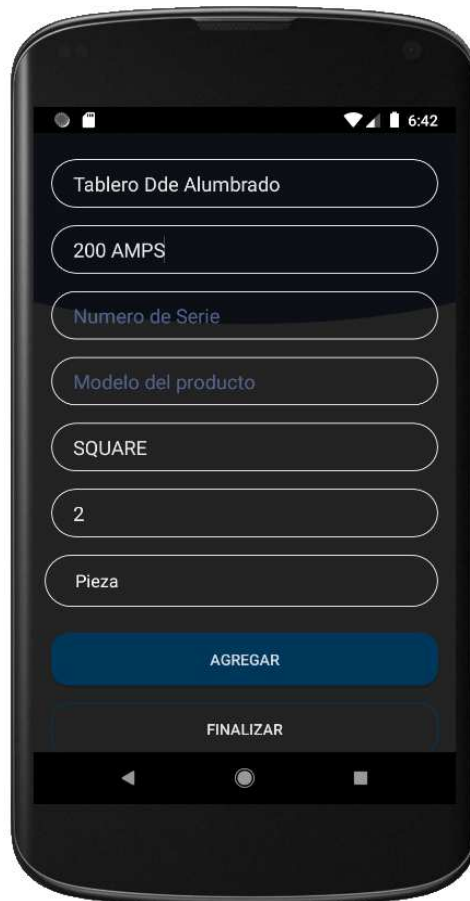 6:42
Tablero Dde Alumbrado
200 AMPS
Numero de Serie
Modelo del producto
SQUARE
2
Pieza
AGREGAR
FINALIZAR